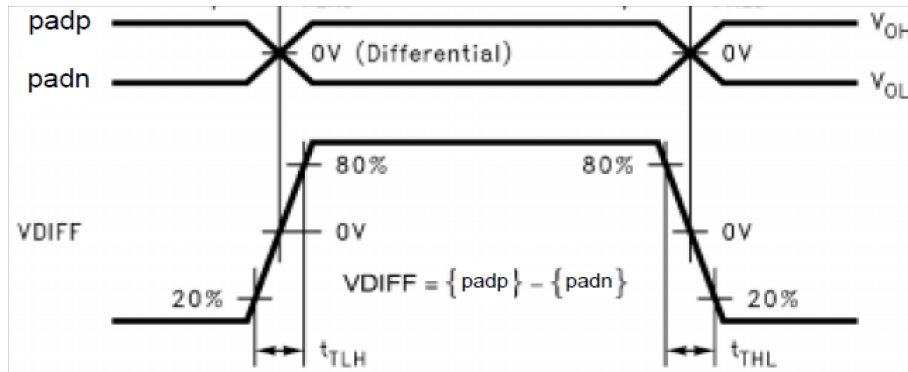 padp
V_OH
0V (Differential)
0V
padn
V_OL
80%
80%
VDIFF
0V
0V
VDIFF = {padp} - {padn}
20%
20%
t_TLH
t_THL